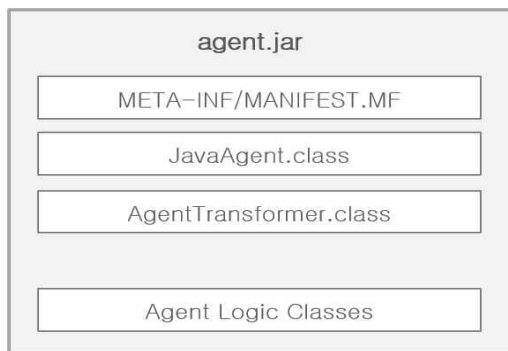 agent.jar
META-INF/MANIFEST.MF
JavaAgent.class
AgentTransformer.class
Agent Logic Classes